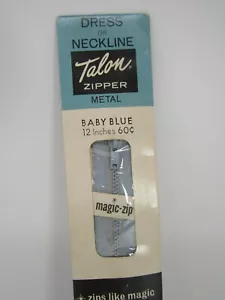 DRESS
OR
NECKLINE
Talon
ZIPPER
METAL
BABY BLUE
12 Inches 60¢
magic-zip
zips like magic